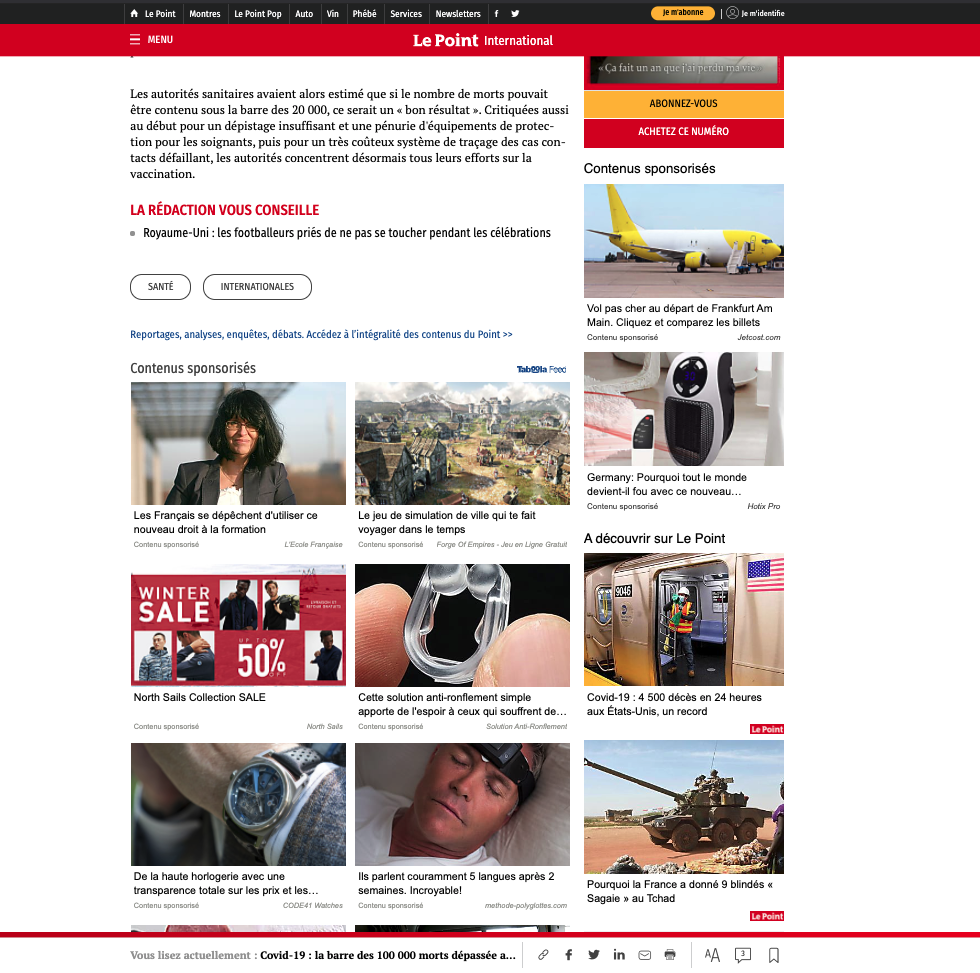 Le Point
Montres
Le Point Pop
Auto
Vin
Phébé
Services
Newsletters
Je m'abonne
Je m'identifie
MENU
Le Point International
« Ça fait un an que j'ai perdu ma vie »
Les autorités sanitaires avaient alors estimé que si le nombre de morts pouvait
être contenu sous la barre des 20 000, ce serait un « bon résultat ». Critiquées aussi
au début pour un dépistage insuffisant et une pénurie d'équipements de protec-
tion pour les soignants, puis pour un très coûteux système de traçage des cas con-
tacts défaillant, les autorités concentrent désormais tous leurs efforts sur la
vaccination.
LA RÉDACTION VOUS CONSEILLE
Royaume-Uni : les footballeurs priés de ne pas se toucher pendant les célébrations
SANTÉ
INTERNATIONALES
Reportages, analyses, enquêtes, débats. Accédez à l'intégralité des contenus du Point >>
Contenus sponsorisés
Taboola Feed
Les Français se dépêchent d'utiliser ce
nouveau droit à la formation
Contenu sponsorisé
L'Ecole Française
Le jeu de simulation de ville qui te fait
voyager dans le temps
Contenu sponsorisé
Forge Of Empires - Jeu en Ligne Gratuit
WINTER
SALE
UP TO
50%
OFF
North Sails Collection SALE
Contenu sponsorisé
North Sails
Cette solution anti-ronflement simple
apporte de l'espoir à ceux qui souffrent de…
Contenu sponsorisé
Solution Anti-Ronflement
De la haute horlogerie avec une
transparence totale sur les prix et les…
Contenu sponsorisé
CODE41 Watches
Ils parlent couramment 5 langues après 2
semaines. Incroyable!
Contenu sponsorisé
methode-polyglottes.com
ABONNEZ-VOUS
ACHETEZ CE NUMÉRO
Contenus sponsorisés
Vol pas cher au départ de Frankfurt Am
Main. Cliquez et comparez les billets
Contenu sponsorisé
Jetcost.com
Germany: Pourquoi tout le monde
devient-il fou avec ce nouveau…
Contenu sponsorisé
Hotix Pro
A découvrir sur Le Point
9046
Covid-19 : 4 500 décès en 24 heures
aux États-Unis, un record
Le Point
Pourquoi la France a donné 9 blindés «
Sagaie » au Tchad
Le Point
Vous lisez actuellement : Covid-19 : la barre des 100 000 morts dépassée a...
AA
3